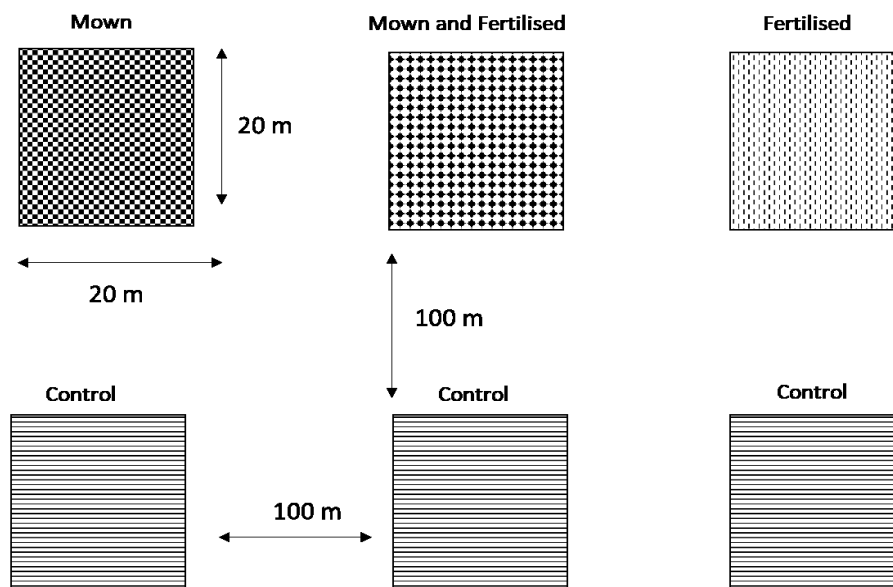 Mown
Mown and Fertilised
Fertilised
20 m
20 m
100 m
Control
Control
Control
100 m